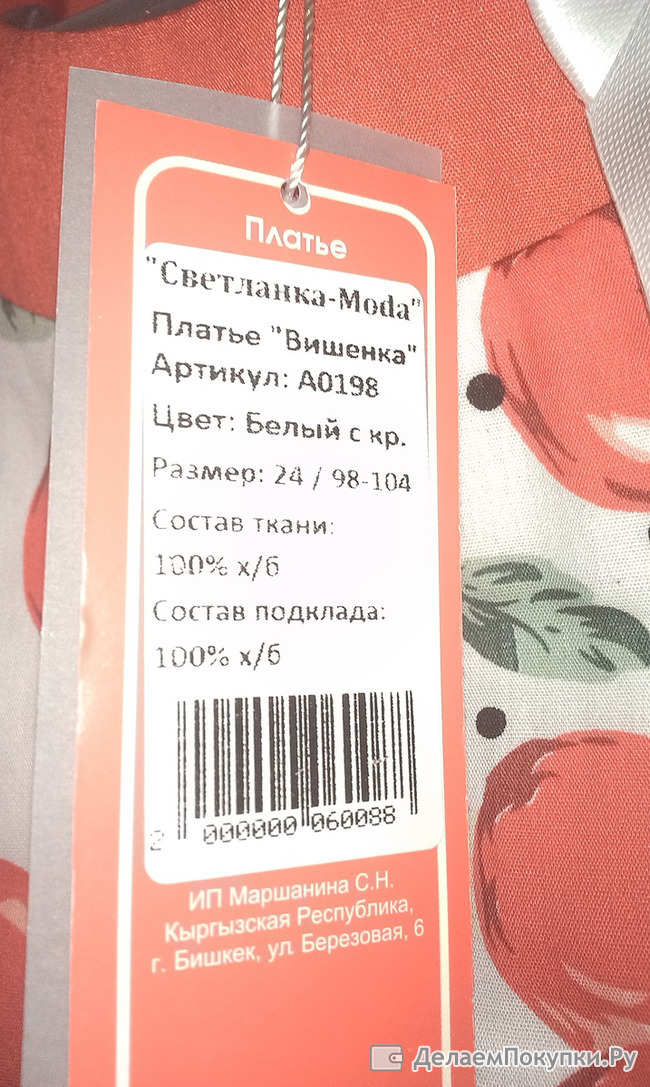 Платье
"Светланка-Moda"
Платье "Вишенка"
Артикул: А0198
Цвет: Белый с кр.
Размер: 24 / 98-104
Состав ткани:
100% х/б
Состав подклада:
100% х/б
2 000000 060088
ИП Маршанина С.Н.
Кыргызская Республика,
г. Бишкек, ул. Березовая, 6
ДелаемПокупки.Ру